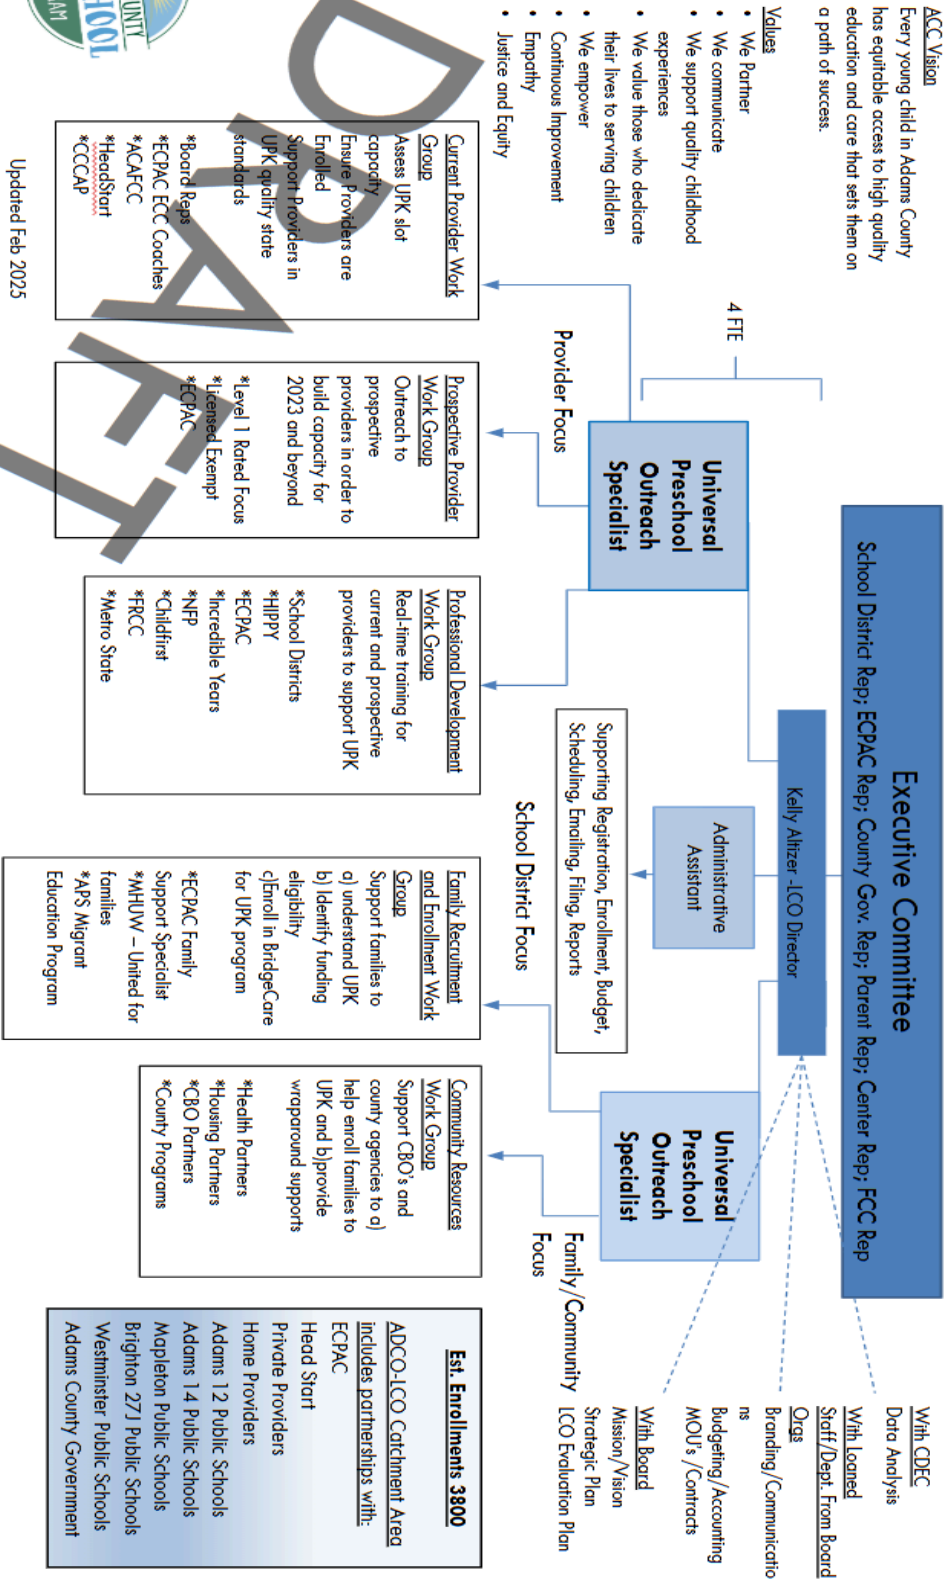 ACC Vision
Every young child in Adams County
has equitable access to high quality
education and care that sets them on
a path of success.
Values
• We Partner
• We communicate
• We support quality childhood
experiences
• We value those who dedicate
their lives to serving children
• We empower
• Continuous Improvement
• Empathy
• Justice and Equity
Executive Committee
School District Rep; ECPAC Rep; County Gov. Rep; Parent Rep; Center Rep; FCC Rep
Kelly Altizer -LCO Director
4 FTE
Universal
Preschool
Outreach
Specialist
Administrative
Assistant
Supporting Registration, Enrollment, Budget,
Scheduling, Emailing, Filing, Reports
Universal
Preschool
Outreach
Specialist
With CDEC
Data Analysis
With Loaned
Staff/Dept. From Board
Orgs
Branding/Communicatio
ns
Budgeting/Accounting
MOU's /Contracts
With Board
Mission/Vision
Strategic Plan
LCO Evaluation Plan
Provider Focus
School District Focus
Family/Community
Focus
Current Provider Work
Group
Assess UPK slot
capacity
Ensure Providers are
Enrolled
Support Providers in
UPK quality state
standards
*Board Reps
*ECPAC ECC Coaches
*ACAFCC
*HeadStart
*CCCAP
Prospective Provider
Work Group
Outreach to
prospective
providers in order to
build capacity for
2023 and beyond
*Level 1 Rated Focus
*Licensed Exempt
*ECPAC
Professional Development
Work Group
Real-time training for
current and prospective
providers to support UPK
*School Districts
*HIPPY
*ECPAC
*Incredible Years
*NFP
*Childfirst
*FRCC
*Metro State
Family Recruitment
and Enrollment Work
Group
Support families to
a) understand UPK
b) Identify funding
eligibility
c)Enroll in BridgeCare
for UPK program
*ECPAC Family
Support Specialist
*MHUW – United for
families
*APS Migrant
Education Program
Community Resources
Work Group
Support CBO's and
county agencies to a)
help enroll families to
UPK and b)provide
wraparound supports
*Health Partners
*Housing Partners
*CBO Partners
*County Programs
Est. Enrollments 3800
ADCO-LCO Catchment Area
includes partnerships with:
ECPAC
Head Start
Private Providers
Home Providers
Adams 12 Public Schools
Adams 14 Public Schools
Mapleton Public Schools
Brighton 27J Public Schools
Westminster Public Schools
Adams County Government
DRAFT
Updated Feb 2025